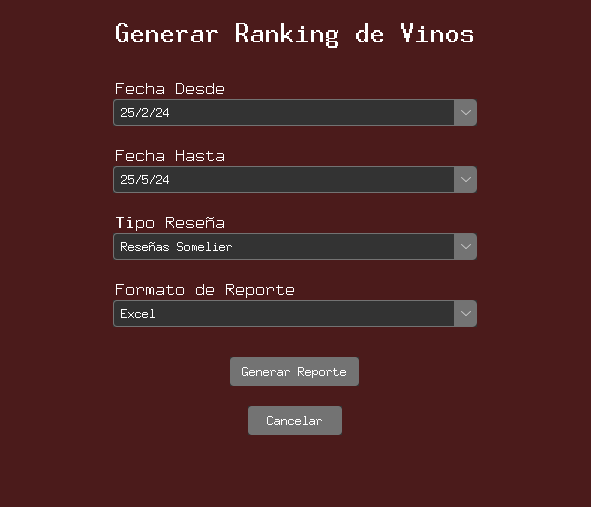 Generar Ranking de Vinos
Fecha Desde
25/2/24
Fecha Hasta
25/5/24
Tipo Reseña
Reseñas Somelier
Formato de Reporte
Excel
Generar Reporte
Cancelar